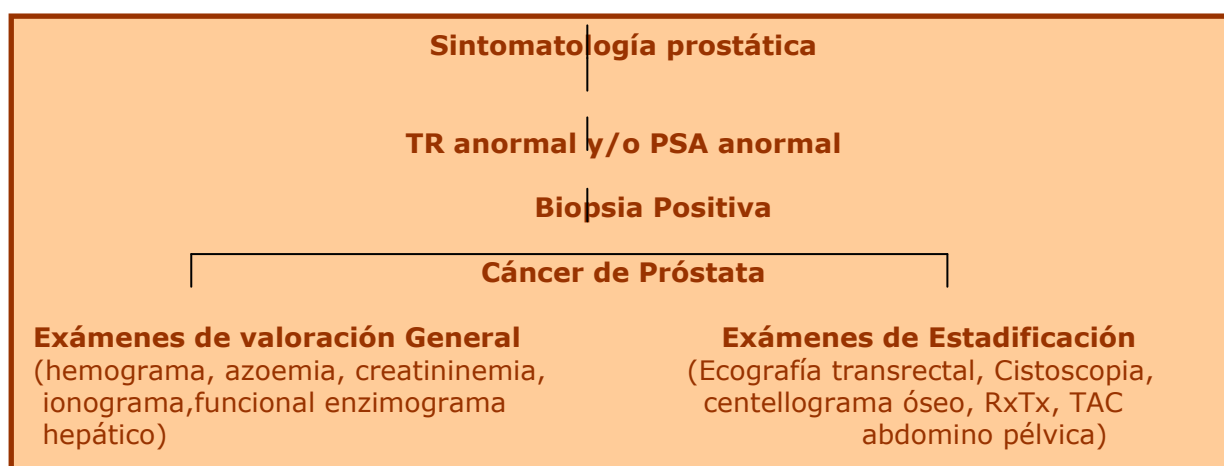 Sintomatología prostática
TR anormal y/o PSA anormal
Biopsia Positiva
Cáncer de Próstata
Exámenes de valoración General
(hemograma, azoemia, creatininemia,
ionograma,funcional enzimograma
hepático)
Exámenes de Estadificación
(Ecografía transrectal, Cistoscopia,
centellograma óseo, RxTx, TAC
abdomino pélvica)